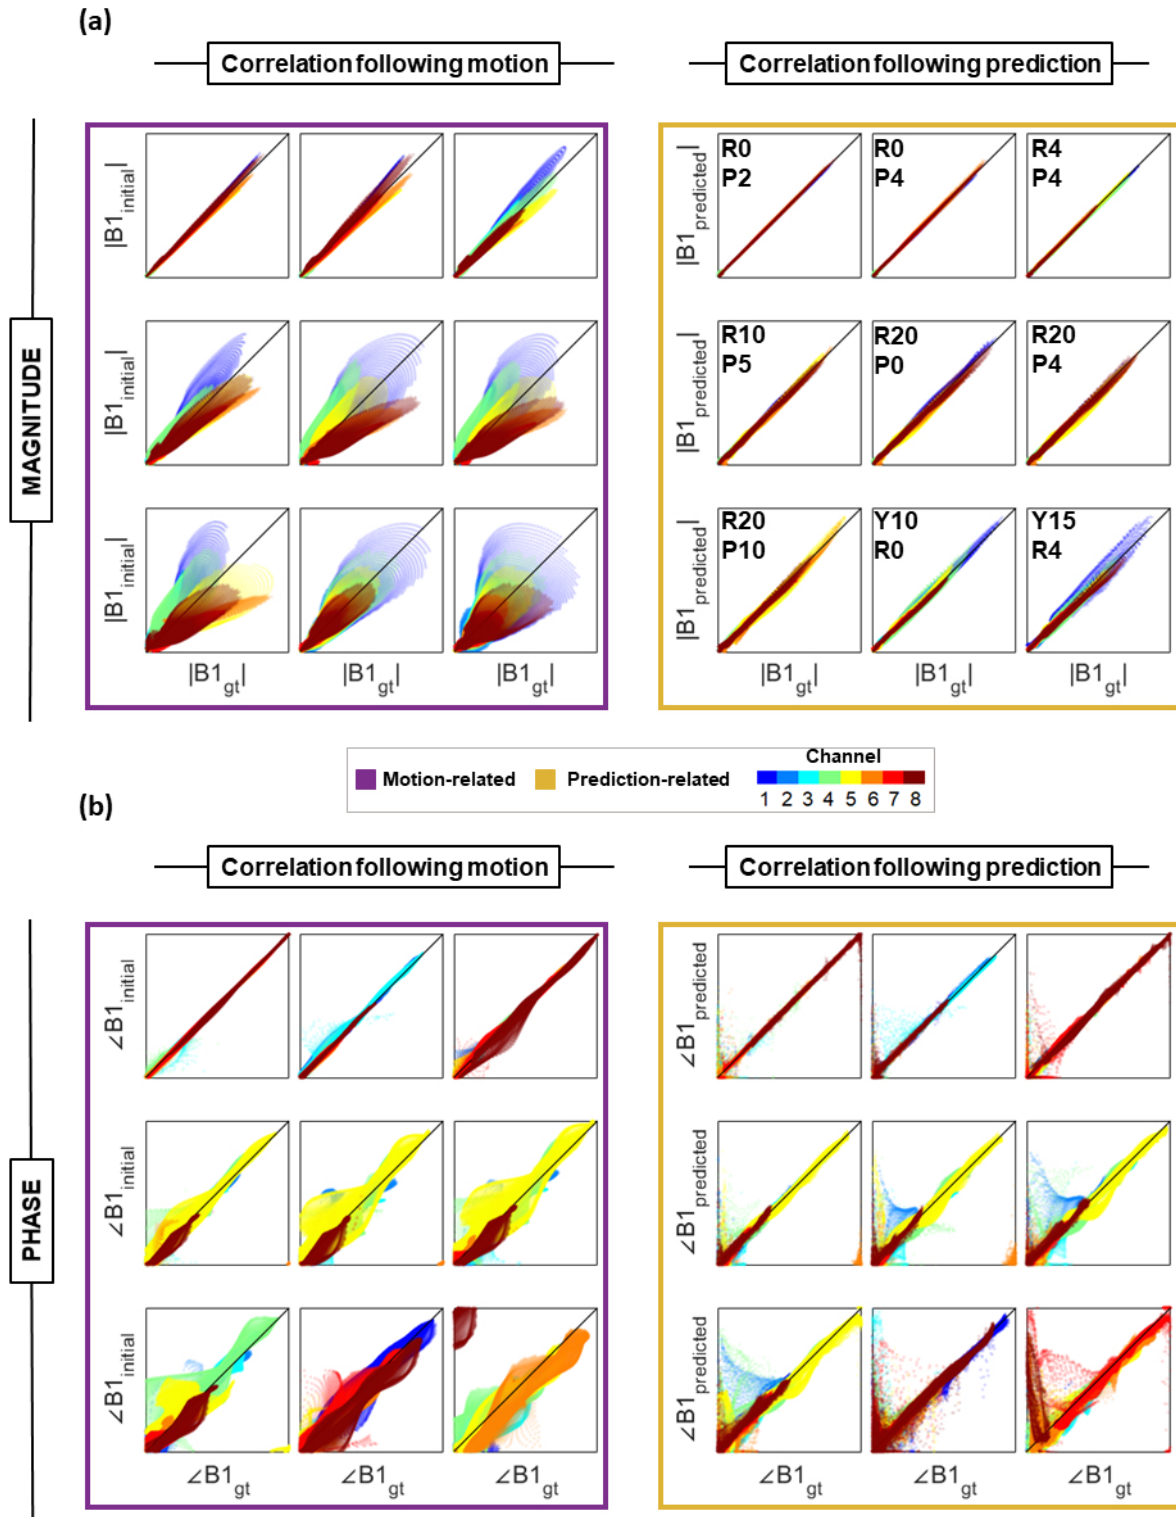 (a)
Correlation following motion
Correlation following prediction
MAGNITUDE
|B1initial|
|B1predicted|
R0
P2
R0
P4
R4
P4
|B1initial|
|B1predicted|
R10
P5
R20
P0
R20
P4
|B1initial|
|B1predicted|
R20
P10
Y10
R0
Y15
R4
|B1gt|
|B1gt|
|B1gt|
|B1gt|
|B1gt|
|B1gt|
Motion-related
Prediction-related
Channel
1 2 3 4 5 6 7 8
(b)
Correlation following motion
Correlation following prediction
PHASE
∠B1initial
∠B1predicted
∠B1initial
∠B1predicted
∠B1initial
∠B1predicted
∠B1gt
∠B1gt
∠B1gt
∠B1gt
∠B1gt
∠B1gt